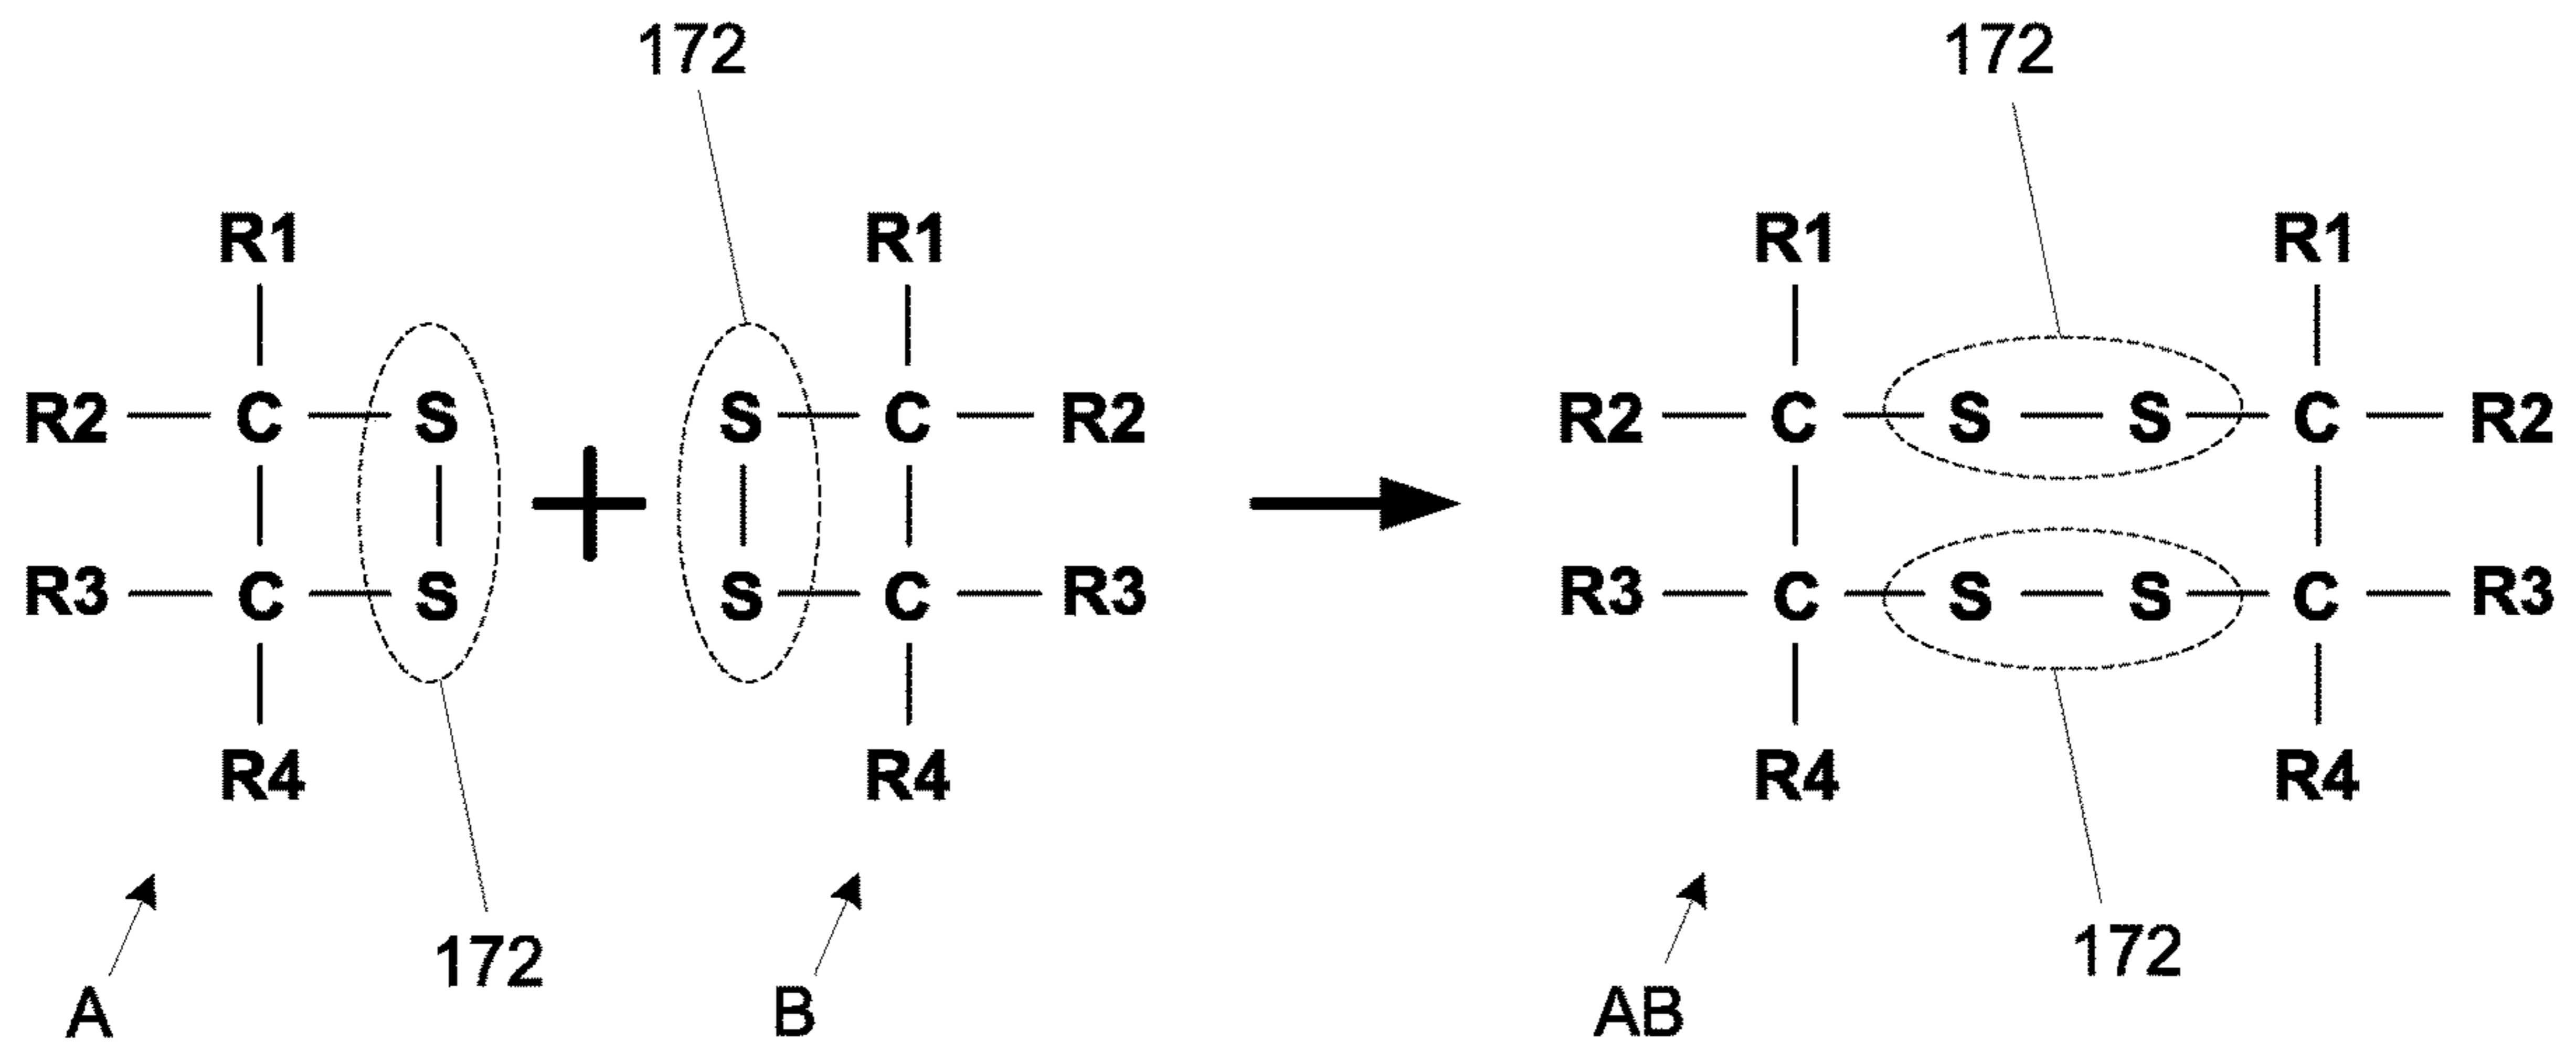 172 172
R1 R1 R1 R1
R2 C S S C R2 R2 C S S C R2
R3 C S S C R3 R3 C S S C R3
R4 R4 R4 R4
172 172
A B AB